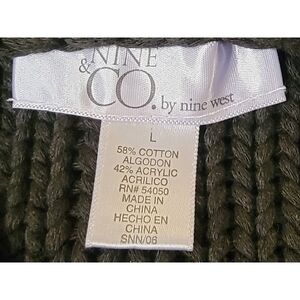 NINE
& CO. by nine west
L
58% COTTON
ALGODON
42% ACRYLIC
ACRILICO
RN# 54050
MADE IN
CHINA
HECHO EN
CHINA
SNN/06